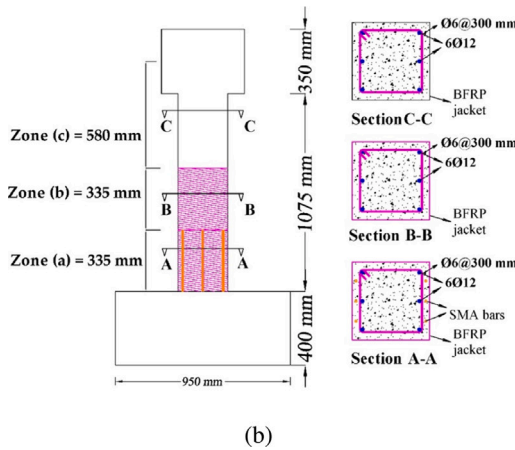 350 mm
C
C
Zone (c) = 580 mm
1075 mm
Zone (b) = 335 mm
B
B
Zone (a) = 335 mm
A
A
400 mm
950 mm
Ø6@300 mm
6Ø12
BFRP
jacket
Section C-C
Ø6@300 mm
6Ø12
BFRP
jacket
Section B-B
Ø6@300 mm
6Ø12
SMA bars
BFRP
jacket
Section A-A
(b)